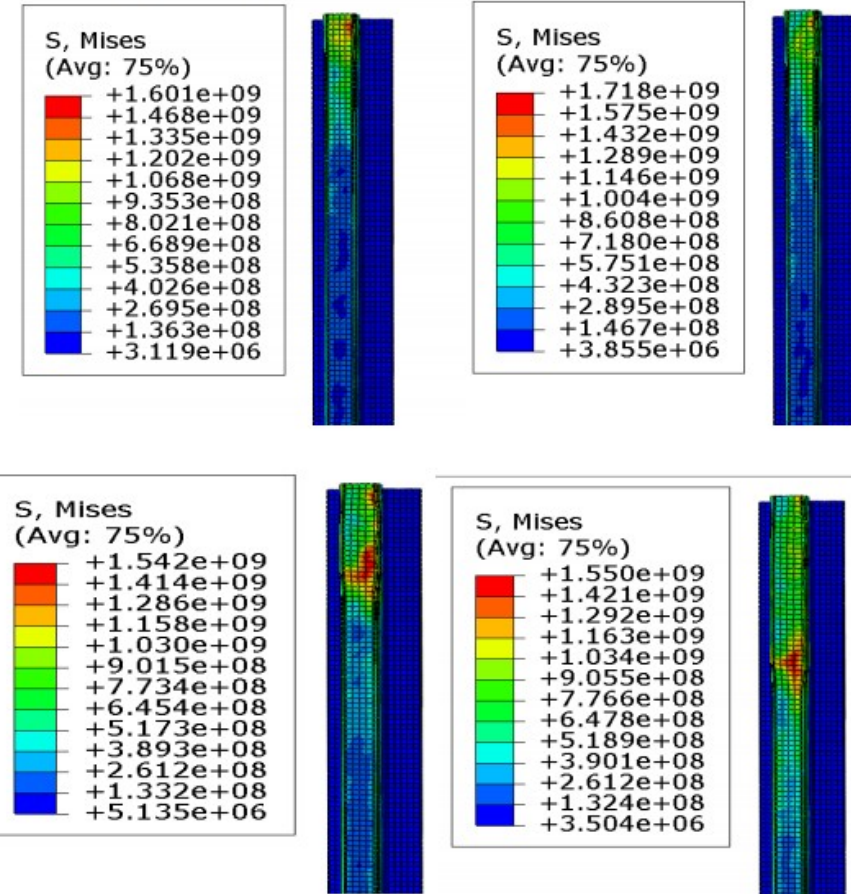 S, Mises
(Avg: 75%)
+1.601e+09
+1.468e+09
+1.335e+09
+1.202e+09
+1.068e+09
+9.353e+08
+8.021e+08
+6.689e+08
+5.358e+08
+4.026e+08
+2.695e+08
+1.363e+08
+3.119e+06
S, Mises
(Avg: 75%)
+1.718e+09
+1.575e+09
+1.432e+09
+1.289e+09
+1.146e+09
+1.004e+09
+8.608e+08
+7.180e+08
+5.751e+08
+4.323e+08
+2.895e+08
+1.467e+08
+3.855e+06
S, Mises
(Avg: 75%)
+1.542e+09
+1.414e+09
+1.286e+09
+1.158e+09
+1.030e+09
+9.015e+08
+7.734e+08
+6.454e+08
+5.173e+08
+3.893e+08
+2.612e+08
+1.332e+08
+5.135e+06
S, Mises
(Avg: 75%)
+1.550e+09
+1.421e+09
+1.292e+09
+1.163e+09
+1.034e+09
+9.055e+08
+7.766e+08
+6.478e+08
+5.189e+08
+3.901e+08
+2.612e+08
+1.324e+08
+3.504e+06